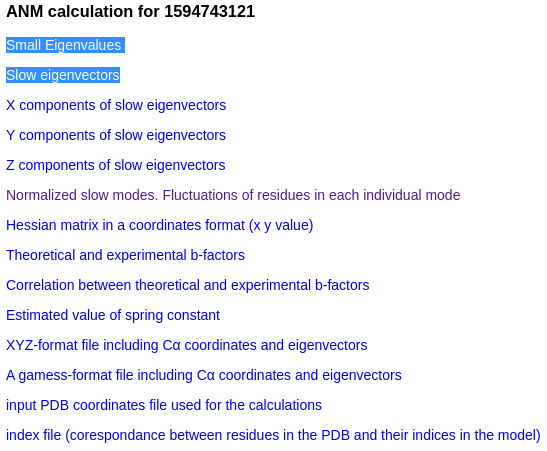 ANM calculation for 1594743121
Small Eigenvalues
Slow eigenvectors
X components of slow eigenvectors
Y components of slow eigenvectors
Z components of slow eigenvectors
Normalized slow modes. Fluctuations of residues in each individual mode
Hessian matrix in a coordinates format (x y value)
Theoretical and experimental b-factors
Correlation between theoretical and experimental b-factors
Estimated value of spring constant
XYZ-format file including Cα coordinates and eigenvectors
A gamess-format file including Cα coordinates and eigenvectors
input PDB coordinates file used for the calculations
index file (corespondance between residues in the PDB and their indices in the model)